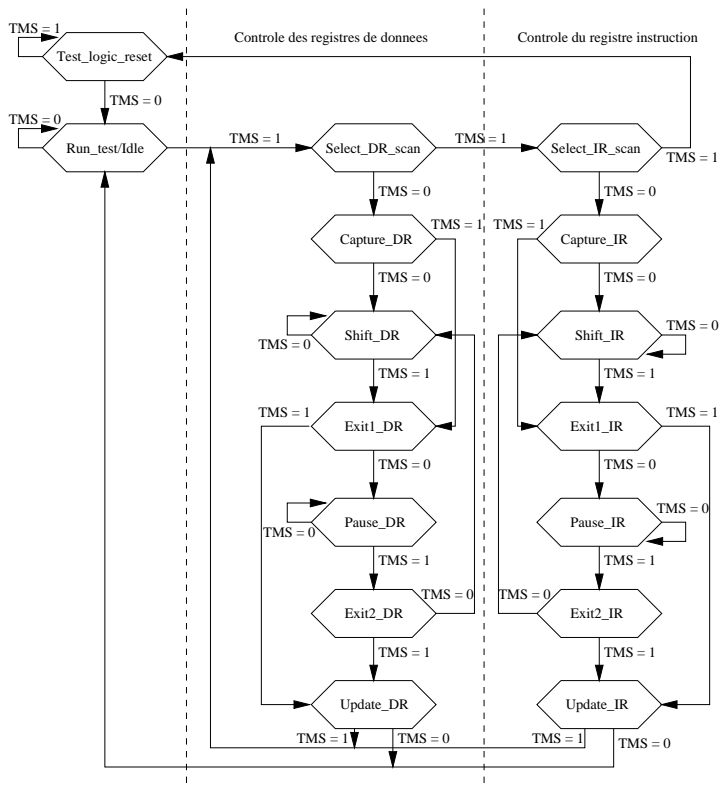 TMS = 1
Controle des registres de donnees
Controle du registre instruction
Test_logic_reset
TMS = 0
TMS = 0
Run_test/Idle
TMS = 1
Select_DR_scan
TMS = 1
Select_IR_scan
TMS = 1
TMS = 0
TMS = 0
Capture_DR
TMS = 1
TMS = 1
Capture_IR
TMS = 0
TMS = 0
Shift_DR
TMS = 0
Shift_IR
TMS = 0
TMS = 1
TMS = 1
TMS = 1
Exit1_DR
Exit1_IR
TMS = 1
TMS = 0
TMS = 0
Pause_DR
TMS = 0
Pause_IR
TMS = 0
TMS = 1
TMS = 1
Exit2_DR
TMS = 0
TMS = 0
Exit2_IR
TMS = 1
TMS = 1
Update_DR
Update_IR
TMS = 1
TMS = 0
TMS = 1
TMS = 0